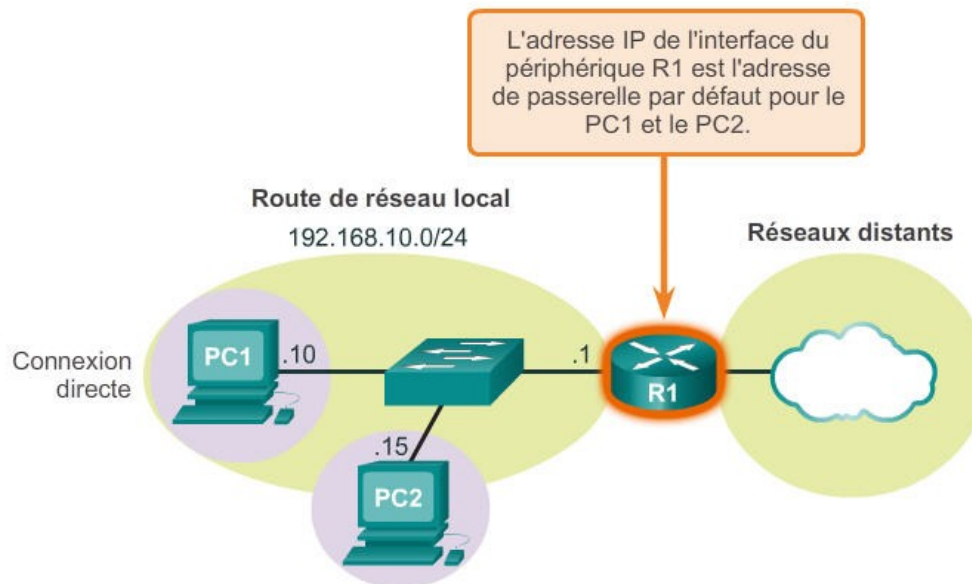 L'adresse IP de l'interface du
périphérique R1 est l'adresse
de passerelle par défaut pour le
PC1 et le PC2.
Route de réseau local
192.168.10.0/24
Réseaux distants
Connexion
directe
PC1
.10
.1
R1
.15
PC2